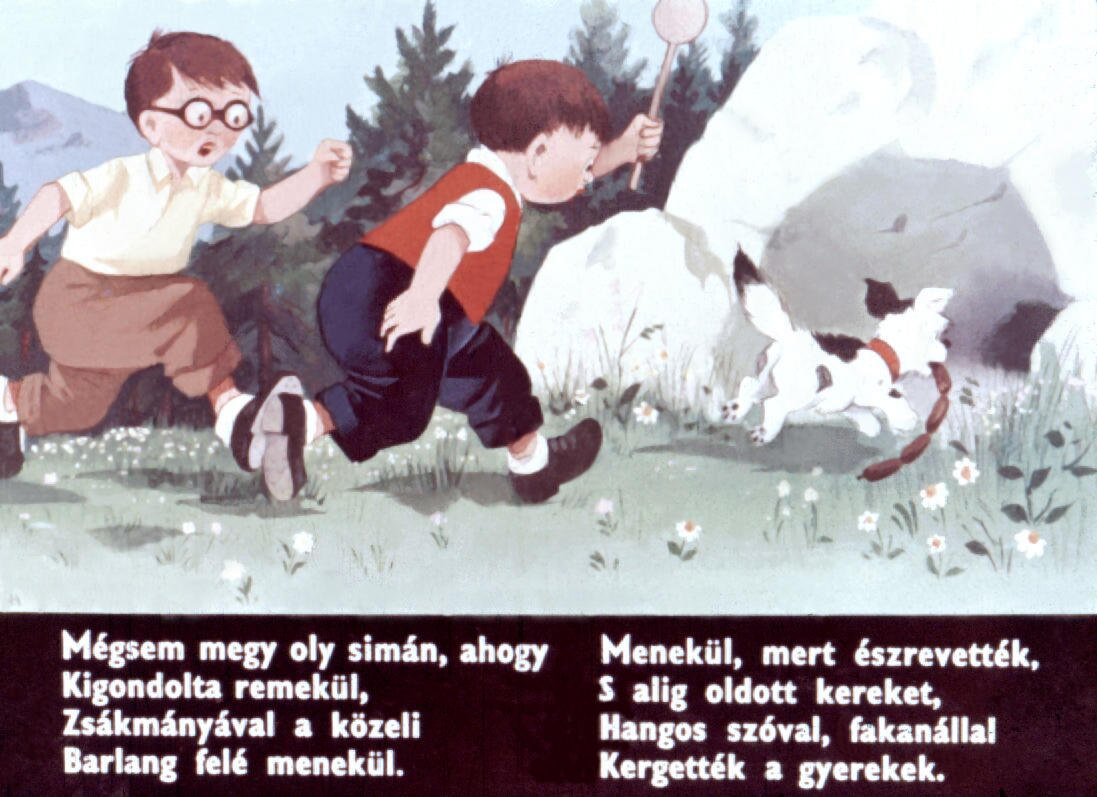 Mégsem megy oly simán, ahogy
Kigondolta remekül,
Zsákmányával a közeli
Barlang felé menekül.
Menekül, mert észrevették,
S alig oldott kereket,
Hangos szóval, fakanállal
Kergették a gyerekek.